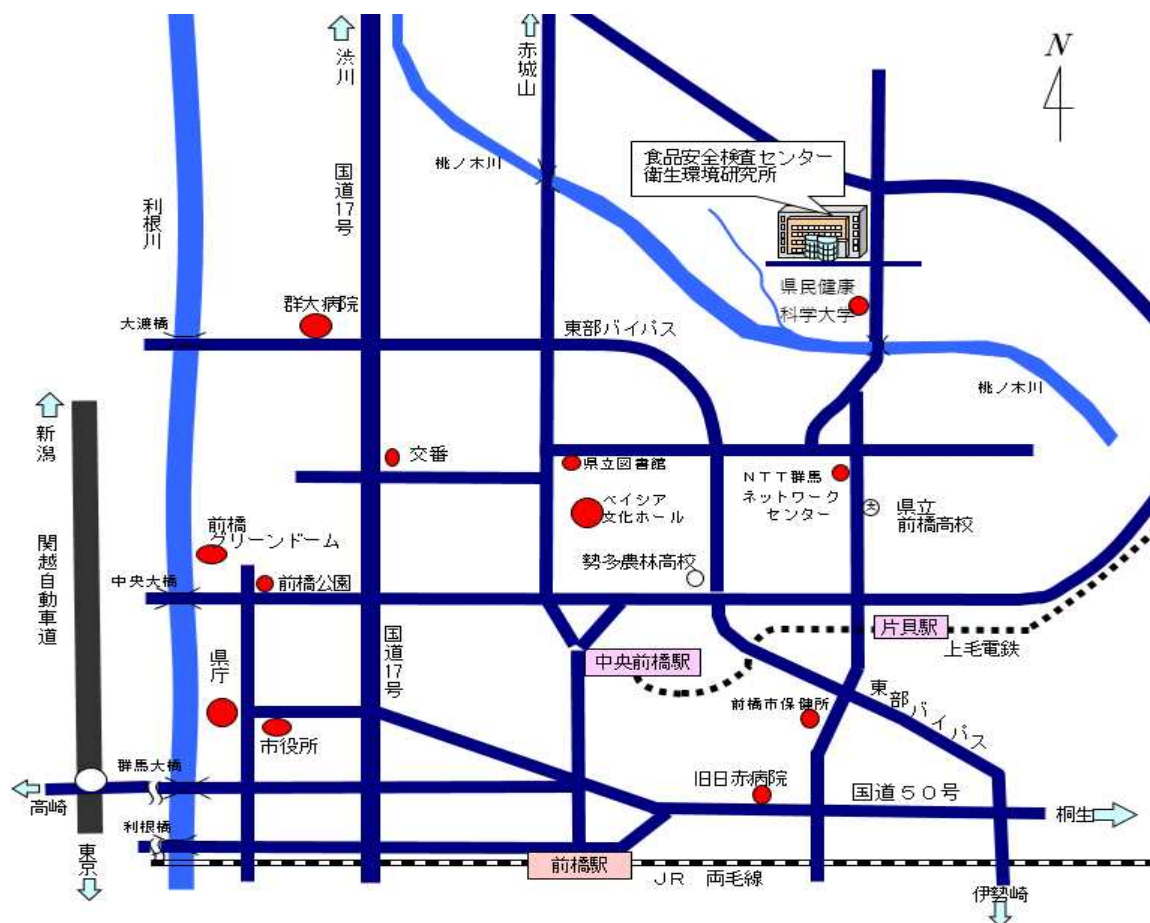 渋川
赤城山
N
国道17号
桃ノ木川
食品安全検査センター
衛生環境研究所
利根川
県民健康
科学大学
群大病院
大渡橋
東部バイパス
桃ノ木川
新潟
交番
県立図書館
NTT群馬
ネットワーク
センター
ベイシア
文化ホール
県立
前橋高校
前橋
グリーンドーム
関越自動車道
勢多農林高校
中央大橋
前橋公園
片貝駅
上毛電鉄
国道17号
中央前橋駅
県庁
東部バイパス
前橋市保健所
市役所
群馬大橋
旧日赤病院
国道50号
高崎
桐生
利根橋
東京
前橋駅
JR 両毛線
伊勢崎